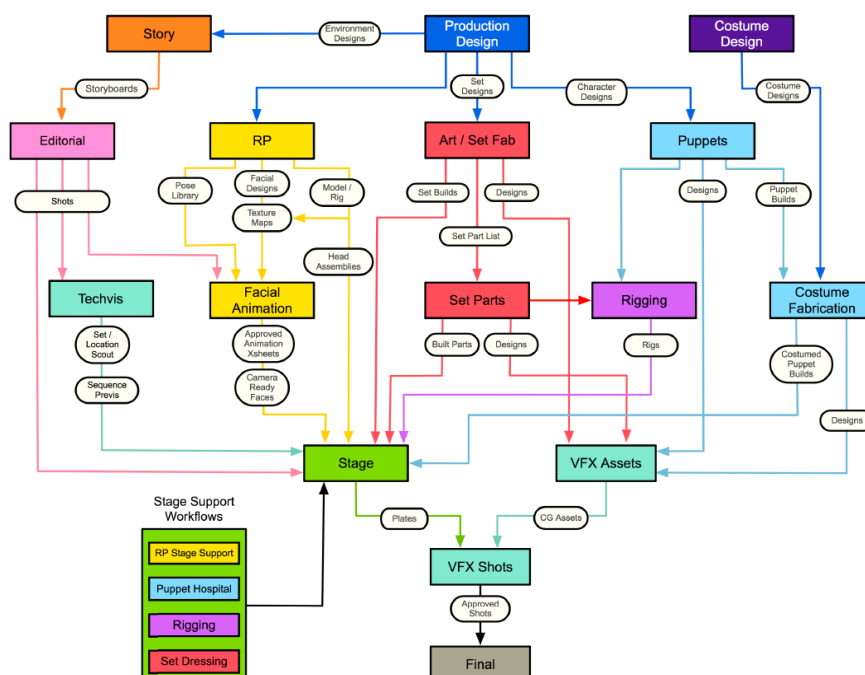 Story
Environment
Designs
Production
Design
Costume
Design
Storyboards
Set
Designs
Character
Designs
Costume
Designs
Editorial
RP
Art / Set Fab
Puppets
Shots
Pose
Library
Facial
Designs
Model /
Rig
Texture
Maps
Set Builds
Designs
Designs
Puppet
Builds
Set Part List
Head
Assemblies
Techvis
Facial
Animation
Set Parts
Rigging
Costume
Fabrication
Set /
Location
Scout
Approved
Animation
Xsheets
Built Parts
Designs
Rigs
Costumed
Puppet
Builds
Sequence
Previs
Camera
Ready
Faces
Designs
Stage
VFX Assets
Stage Support
Workflows
Plates
CG Assets
RP Stage Support
Puppet Hospital
Rigging
Set Dressing
VFX Shots
Approved
Shots
Final